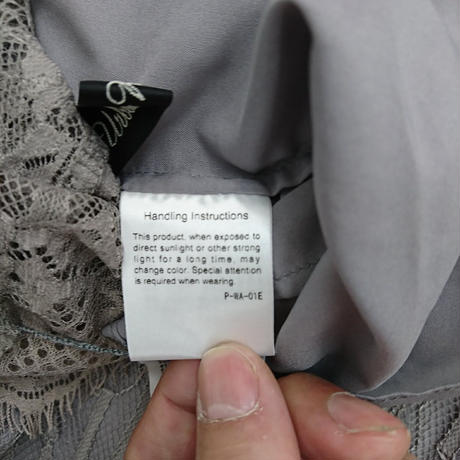 Handling Instructions
This product, when exposed to
direct sunlight or other strong
light for a long time, may
change color. Special attention
is required when wearing.
P-WA-01E